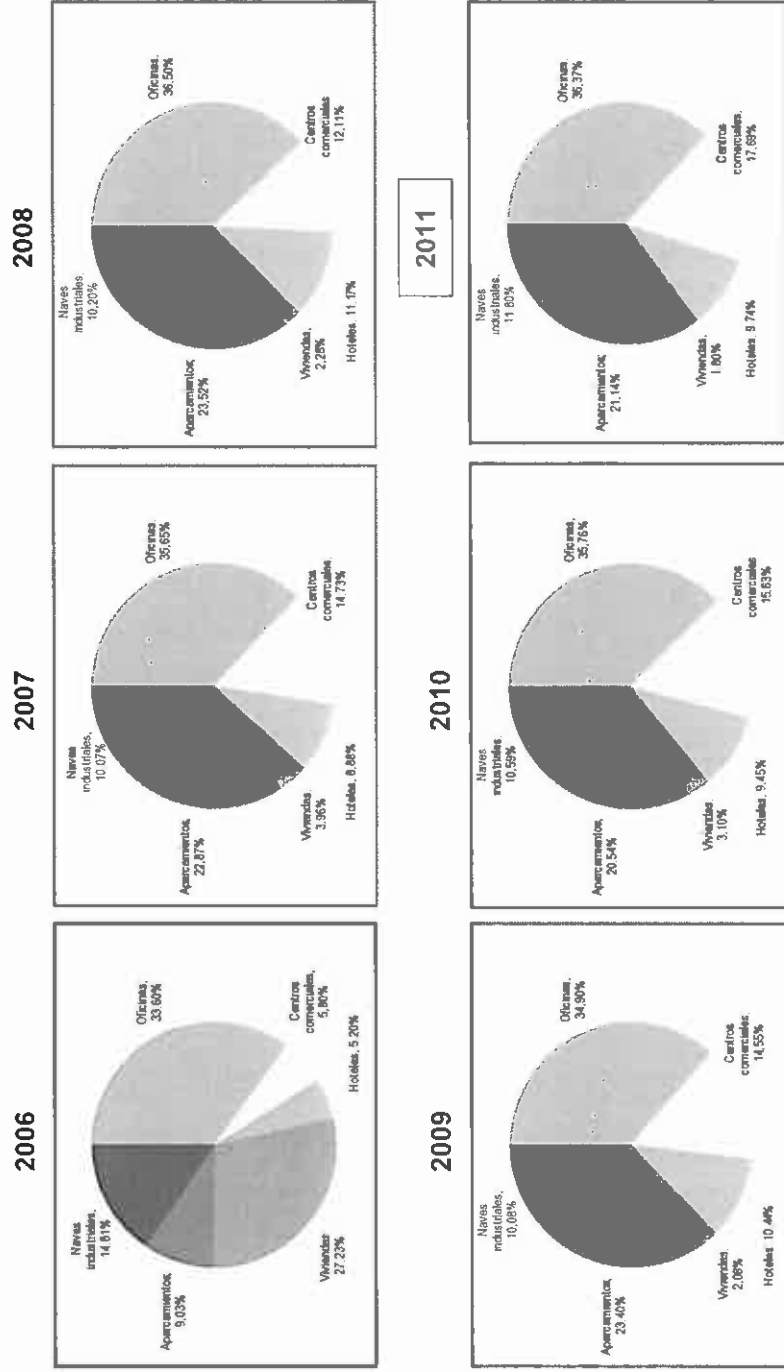 2006
Naves
industriales,
14,81%
Oficinas,
33,60%
Aparcamientos,
9,03%
Centros
comerciales,
5,80%
Hoteles, 5,20%
Viviendas
27,23%
2007
Naves
industriales,
10,07%
Oficinas,
35,65%
Aparcamientos,
22,87%
Centros
comerciales,
14,73%
Viviendas,
3,96%
Hoteles, 8,88%
2008
Naves
industriales,
10,20%
Oficinas,
36,50%
Aparcamientos,
23,52%
Centros
comerciales
12,11%
Viviendas,
2,28%
Hoteles, 11,17%
2009
Naves
industriales,
10,08%
Oficinas,
34,90%
Aparcamientos,
23,40%
Centros
comerciales,
14,55%
Viviendas,
2,08%
Hoteles, 10,44%
2010
Naves
industriales,
10,59%
Oficinas,
35,76%
Aparcamientos,
20,54%
Centros
comerciales
15,63%
Viviendas,
3,10%
Hoteles, 9,45%
2011
Naves
industriales,
11,60%
Oficinas,
36,37%
Aparcamientos,
21,14%
Centros
comerciales,
17,69%
Viviendas,
1,80%
Hoteles, 9,74%